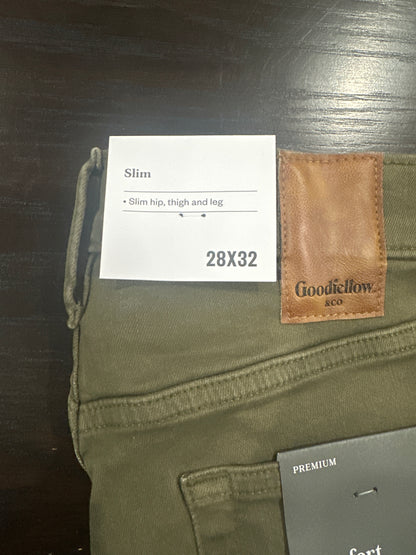 Slim
• Slim hip, thigh and leg
28X32
Goodfellow
&CO
PREMIUM